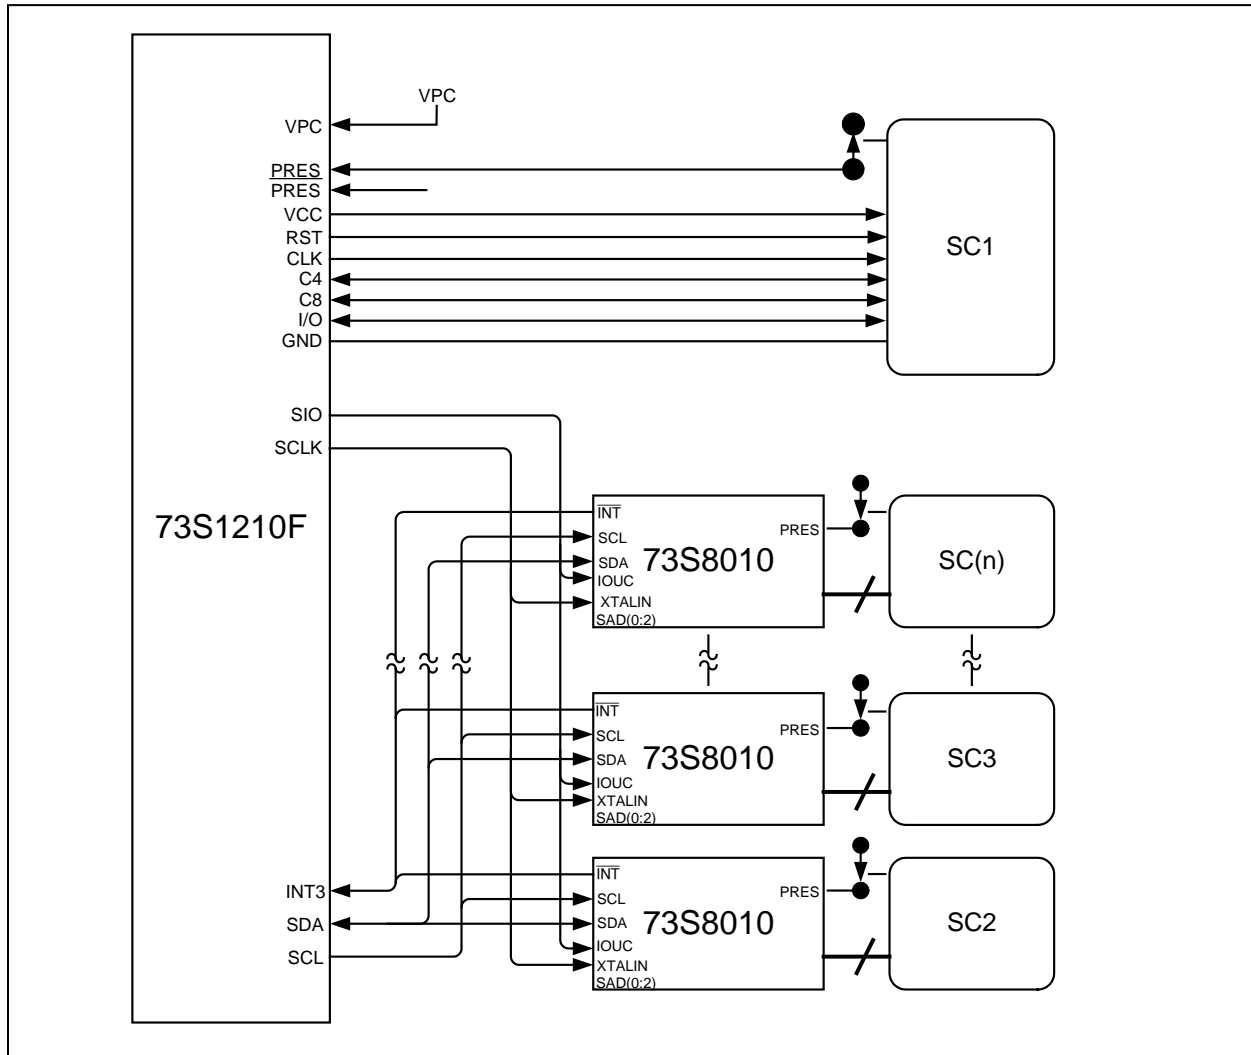 VPC
VPC
PRES
PRES
VCC
RST
CLK
C4
C8
I/O
GND
SC1
SIO
SCLK
73S1210F
INT
SCL
SDA
IOUC
XTALIN
SAD(0:2)
73S8010
PRES
SC(n)
INT
SCL
SDA
IOUC
XTALIN
SAD(0:2)
73S8010
PRES
SC3
INT
SCL
SDA
IOUC
XTALIN
SAD(0:2)
73S8010
PRES
SC2
INT3
SDA
SCL